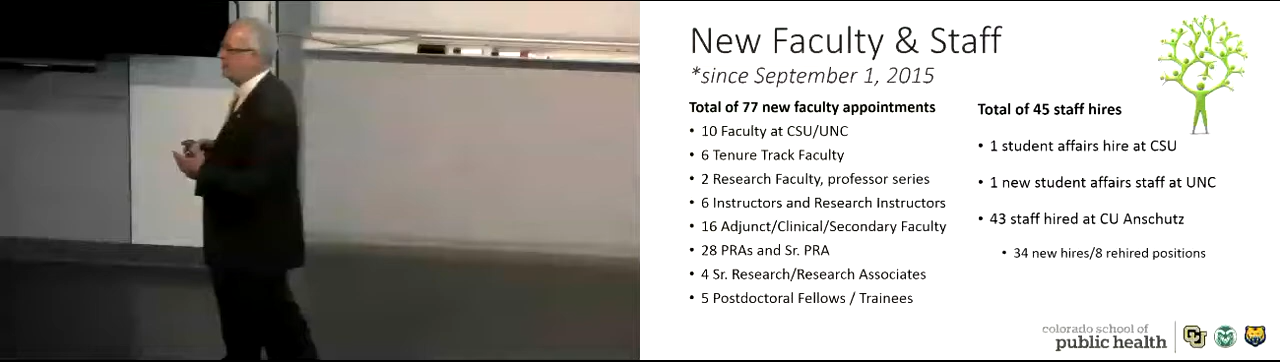 New Faculty & Staff
*since September 1, 2015
Total of 77 new faculty appointments
• 10 Faculty at CSU/UNC
• 6 Tenure Track Faculty
• 2 Research Faculty, professor series
• 6 Instructors and Research Instructors
• 16 Adjunct/Clinical/Secondary Faculty
• 28 PRAs and Sr. PRA
• 4 Sr. Research/Research Associates
• 5 Postdoctoral Fellows / Trainees
Total of 45 staff hires
• 1 student affairs hire at CSU
• 1 new student affairs staff at UNC
• 43 staff hired at CU Anschutz
• 34 new hires/8 rehired positions
colorado school of
public health
CU